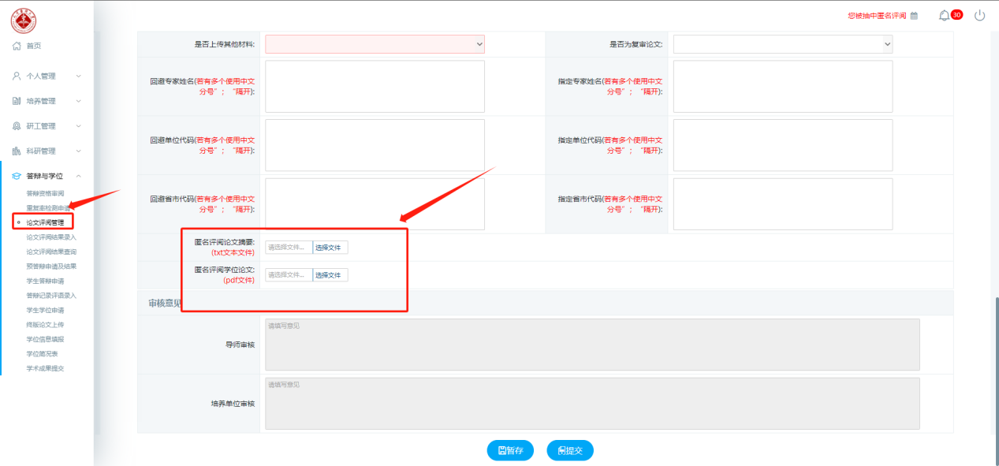 您被抽中匿名评阅
30
首页
个人管理
培养管理
研工管理
科研管理
答辩与学位
答辩资格审阅
重复率检测申请
论文评阅管理
论文评阅结果录入
论文评阅结果查询
预答辩申请及结果
学生答辩申请
答辩记录评语录入
学生学位申请
终版论文上传
学位信息填报
学位简况表
学术成果提交
是否上传其他材料:
是否为复审论文:
回避专家姓名(若有多个使用中文
分号”；“隔开):
指定专家姓名(若有多个使用中文
分号”；“隔开):
回避单位代码(若有多个使用中文
分号”；“隔开):
指定单位代码(若有多个使用中文
分号”；“隔开):
回避省市代码(若有多个使用中文
分号”；“隔开):
指定省市代码(若有多个使用中文
分号”；“隔开):
匿名评阅论文摘要:
(txt文本文件)
请选择文件... 选择文件
匿名评阅学位论文:
(pdf文件)
请选择文件... 选择文件
审核意见
导师审核
请填写意见
培养单位审核
请填写意见
暂存
提交